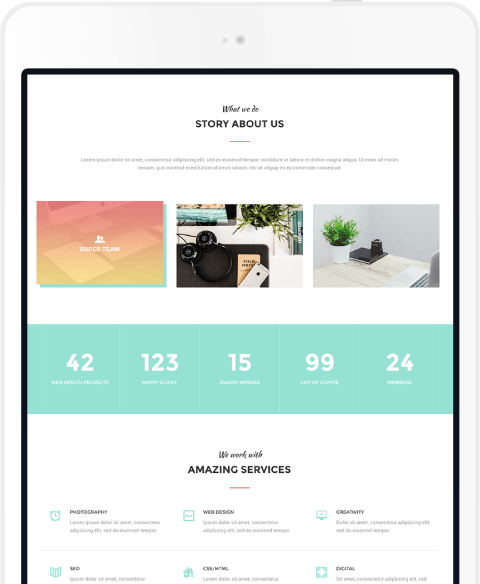 What we do
STORY ABOUT US
Lorem ipsum dolor sit amet, consectetur adipiscing elit, sed do eiusmod tempor incididunt ut labore et dolore magna aliqua. Ut enim ad minim
veniam, quis nostrud exercitation ullamco laboris nisi ut aliquip ex ea commodo consequat.
SUPER TEAM
FIELD NOTES
42
123
15
99
24
WEB DESIGN PROJECTS
HAPPY CLIENT
AWARD WINNER
CUP OF COFFEE
MEMBERS
We work with
AMAZING SERVICES
PHOTOGRAPHY
Lorem ipsum dolor sit amet, consectetur
adipiscing elit, sed do eiusmod tempor.
WEB DESIGN
Lorem ipsum dolor sit amet, consectetur
adipiscing elit, sed do eiusmod tempor.
CREATIVITY
Dolor sit amet, consectetur adipiscing elit,
sed do eiusmod tempor.
SEO
Lorem ipsum dolor sit amet, consectetur
CSS/HTML
Lorem ipsum dolor sit amet, consectetur
DIGITAL
Sit amet, consectetur adipiscing elit, sed